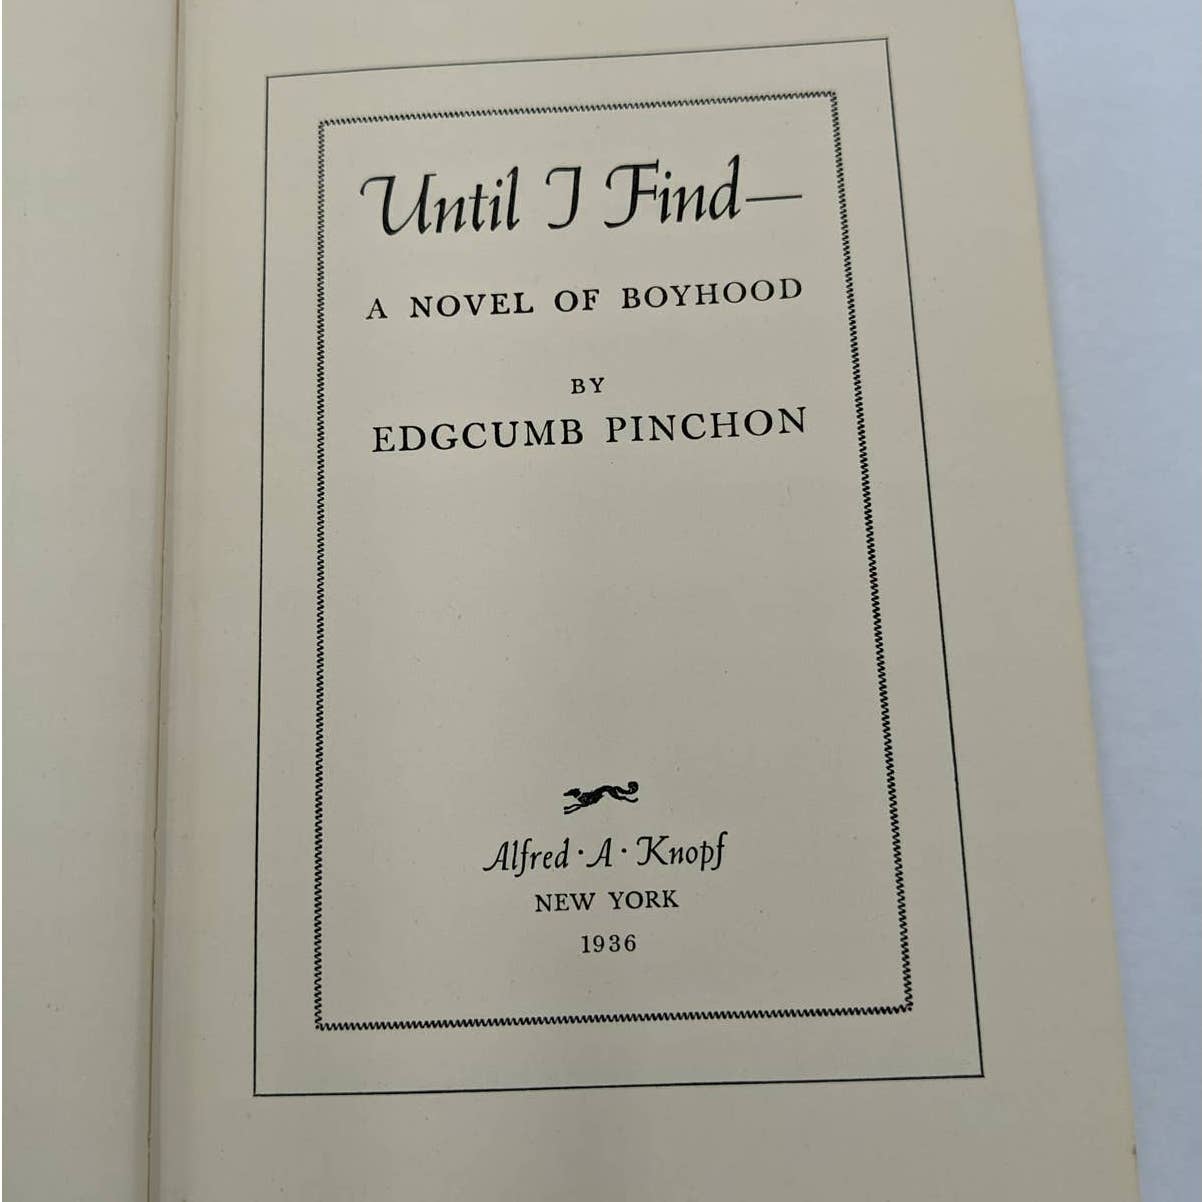 Until I Find—
A NOVEL OF BOYHOOD
BY
EDGCUMB PINCHON
Alfred · A · Knopf
NEW YORK
1936